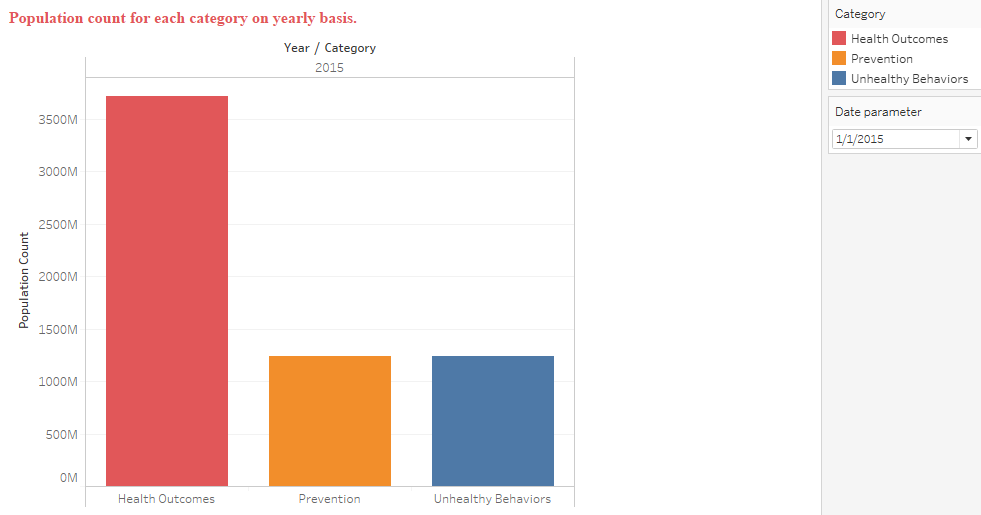 Population count for each category on yearly basis.
Year / Category
2015
Population Count
3500M
3000M
2500M
2000M
1500M
1000M
500M
0M
Health Outcomes
Prevention
Unhealthy Behaviors
Category
Health Outcomes
Prevention
Unhealthy Behaviors
Date parameter
1/1/2015